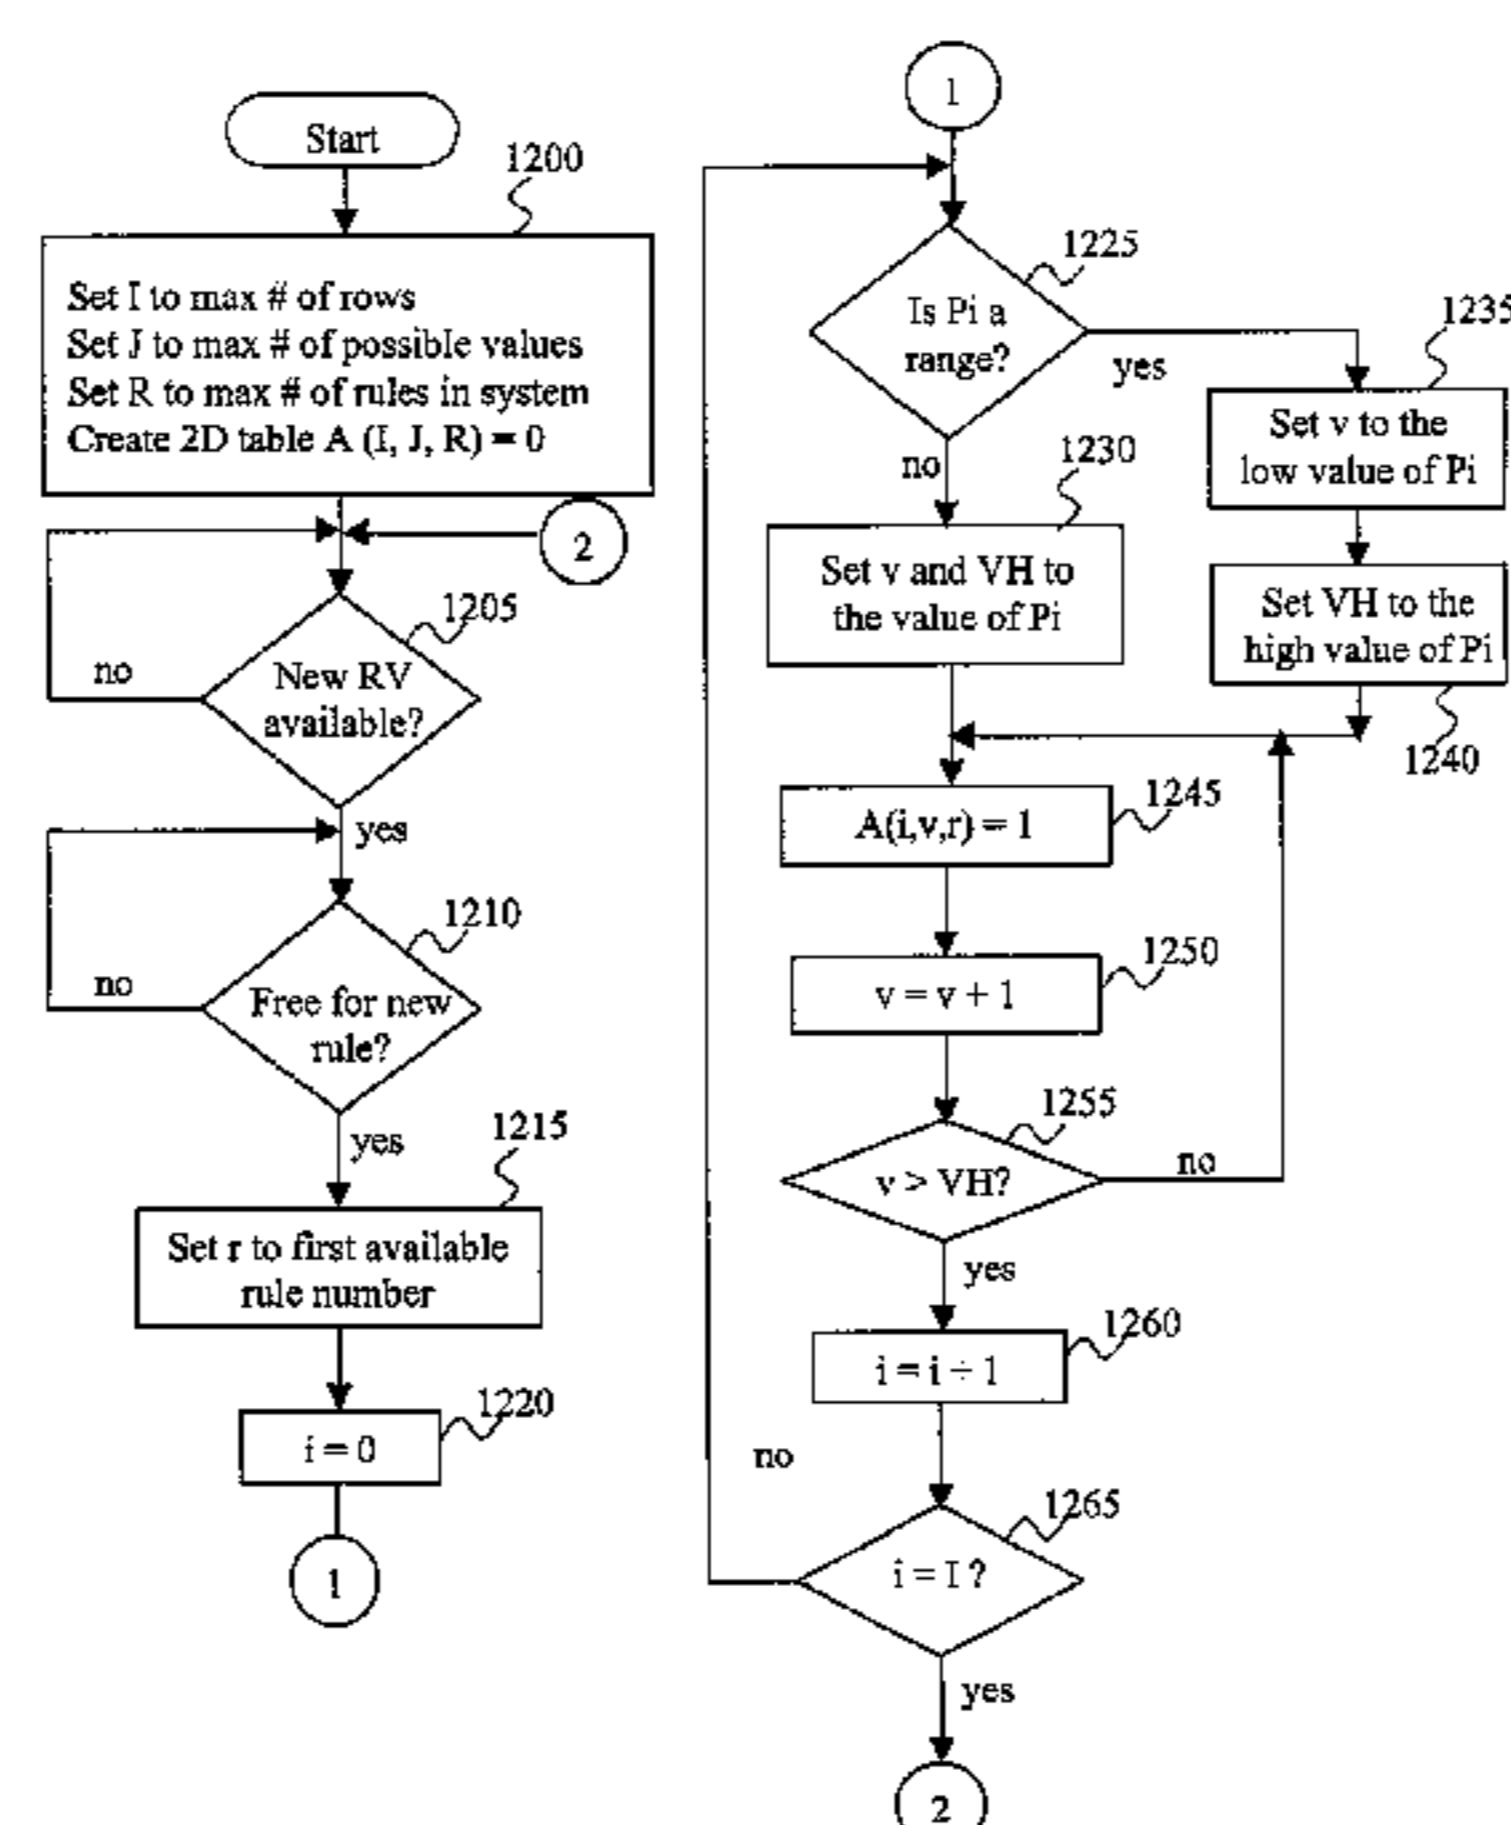 Start
1200
Set I to max # of rows
Set J to max # of possible values
Set R to max # of rules in system
Create 2D table A (I, J, R) = 0
2
1205
no
New RV
available?
yes
1210
no
Free for new
rule?
yes
1215
Set r to first available
rule number
1220
i = 0
1
1
1225
Is Pi a
range?
yes
1235
Set v to the
low value of Pi
no
1230
Set v and VH to
the value of Pi
Set VH to the
high value of Pi
1240
1245
A(i,v,r) = 1
1250
v = v + 1
1255
v > VH?
no
yes
1260
i = i + 1
no
1265
i = I ?
yes
2